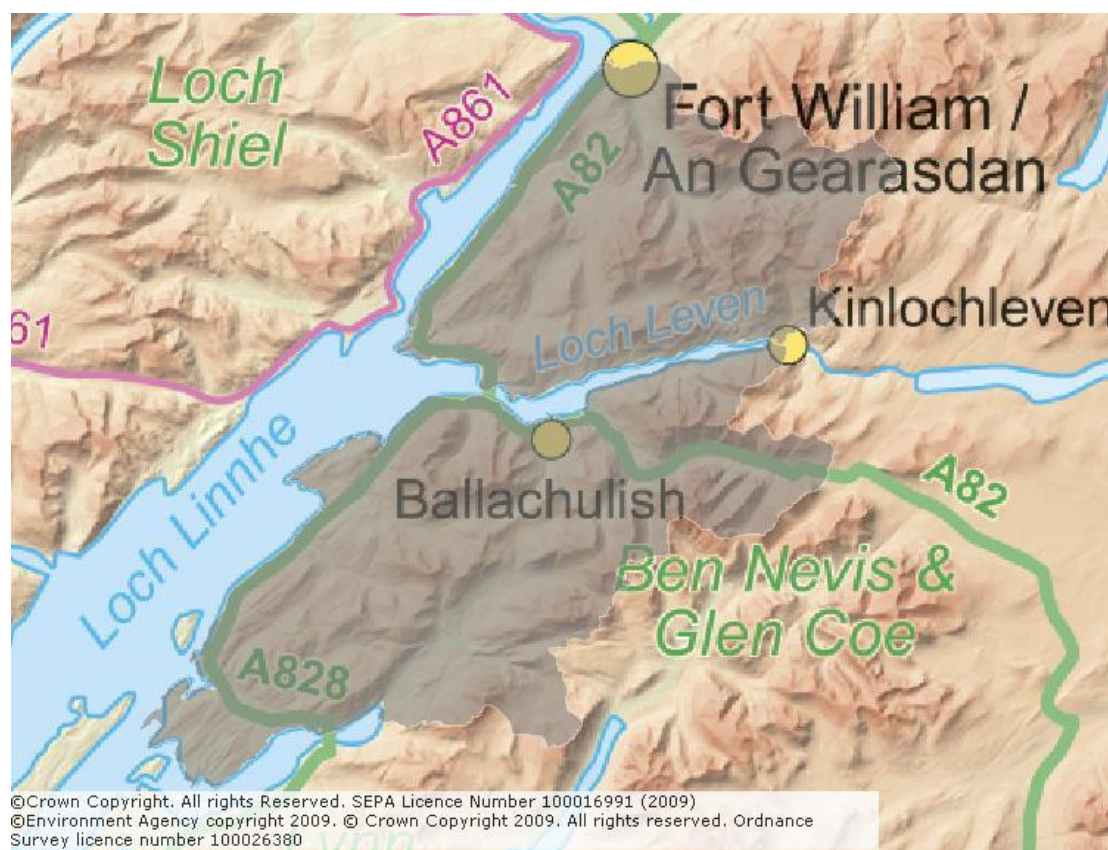 Loch
Shiel
A861
A82
Fort William /
An Gearasdan
61
Loch Leven
Kinlochleven
Loch Linnhe
Ballachulish
A82
Ben Nevis &
Glen Coe
A828
©Crown Copyright. All rights Reserved. SEPA Licence Number 100016991 (2009)
©Environment Agency copyright 2009. © Crown Copyright 2009. All rights reserved. Ordnance
Survey licence number 100026380